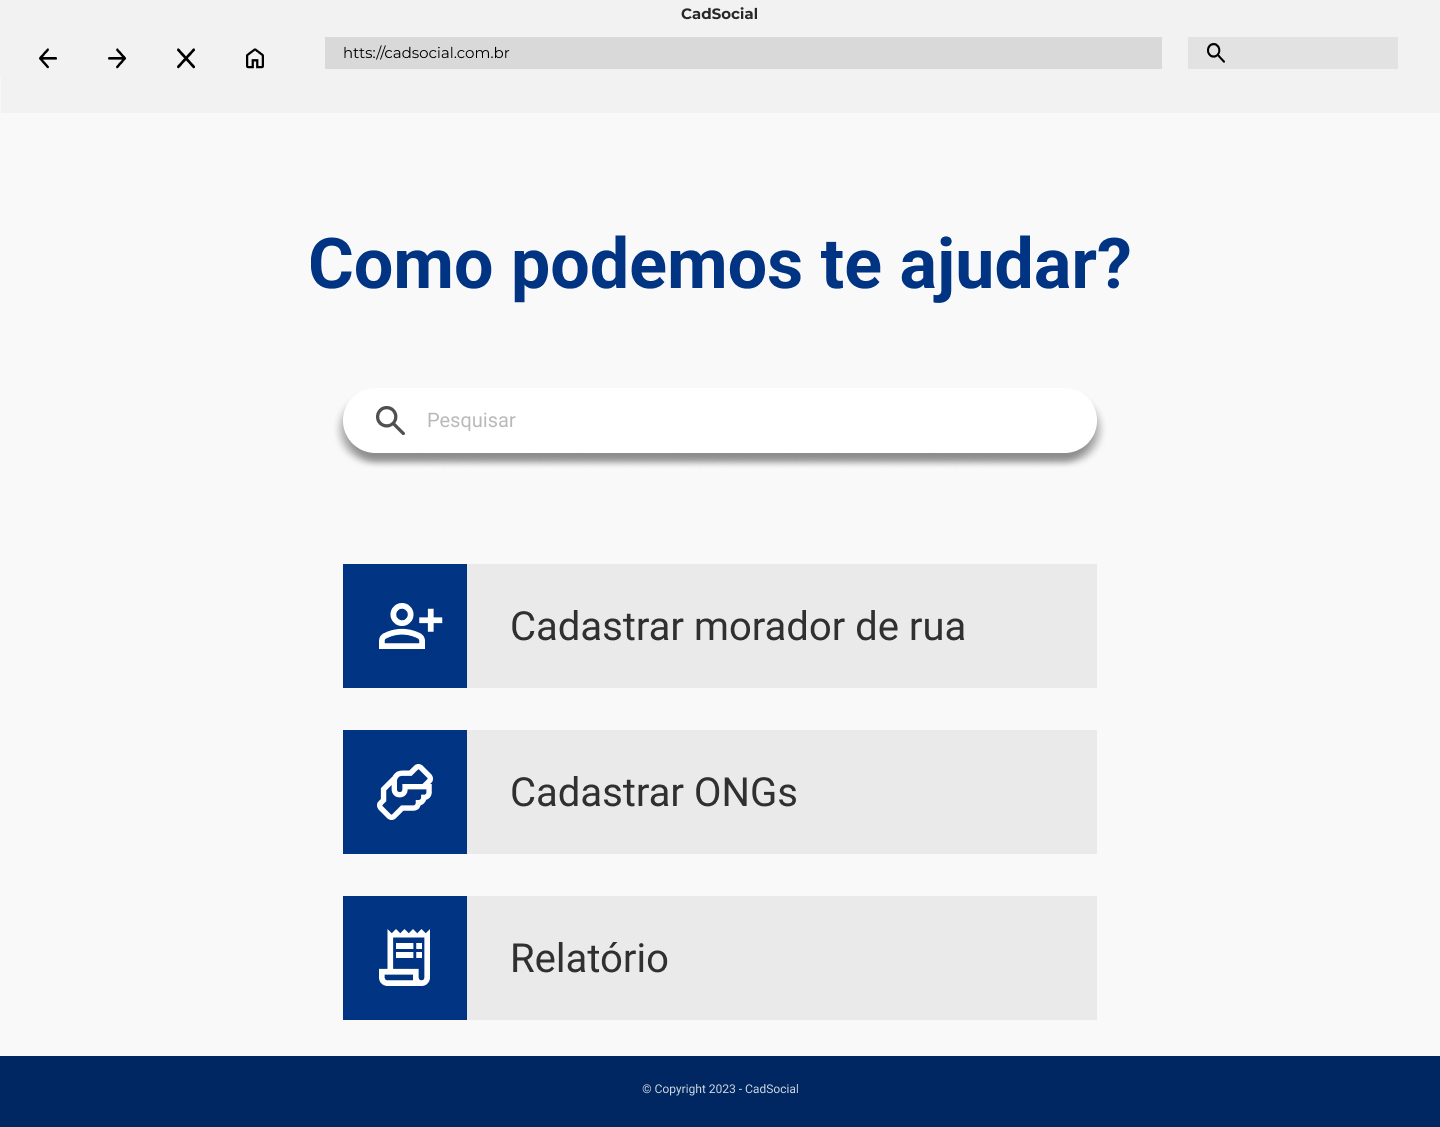 CadSocial
htts://cadsocial.com.br
Como podemos te ajudar?
Pesquisar
Cadastrar morador de rua
Cadastrar ONGs
Relatório
© Copyright 2023 - CadSocial